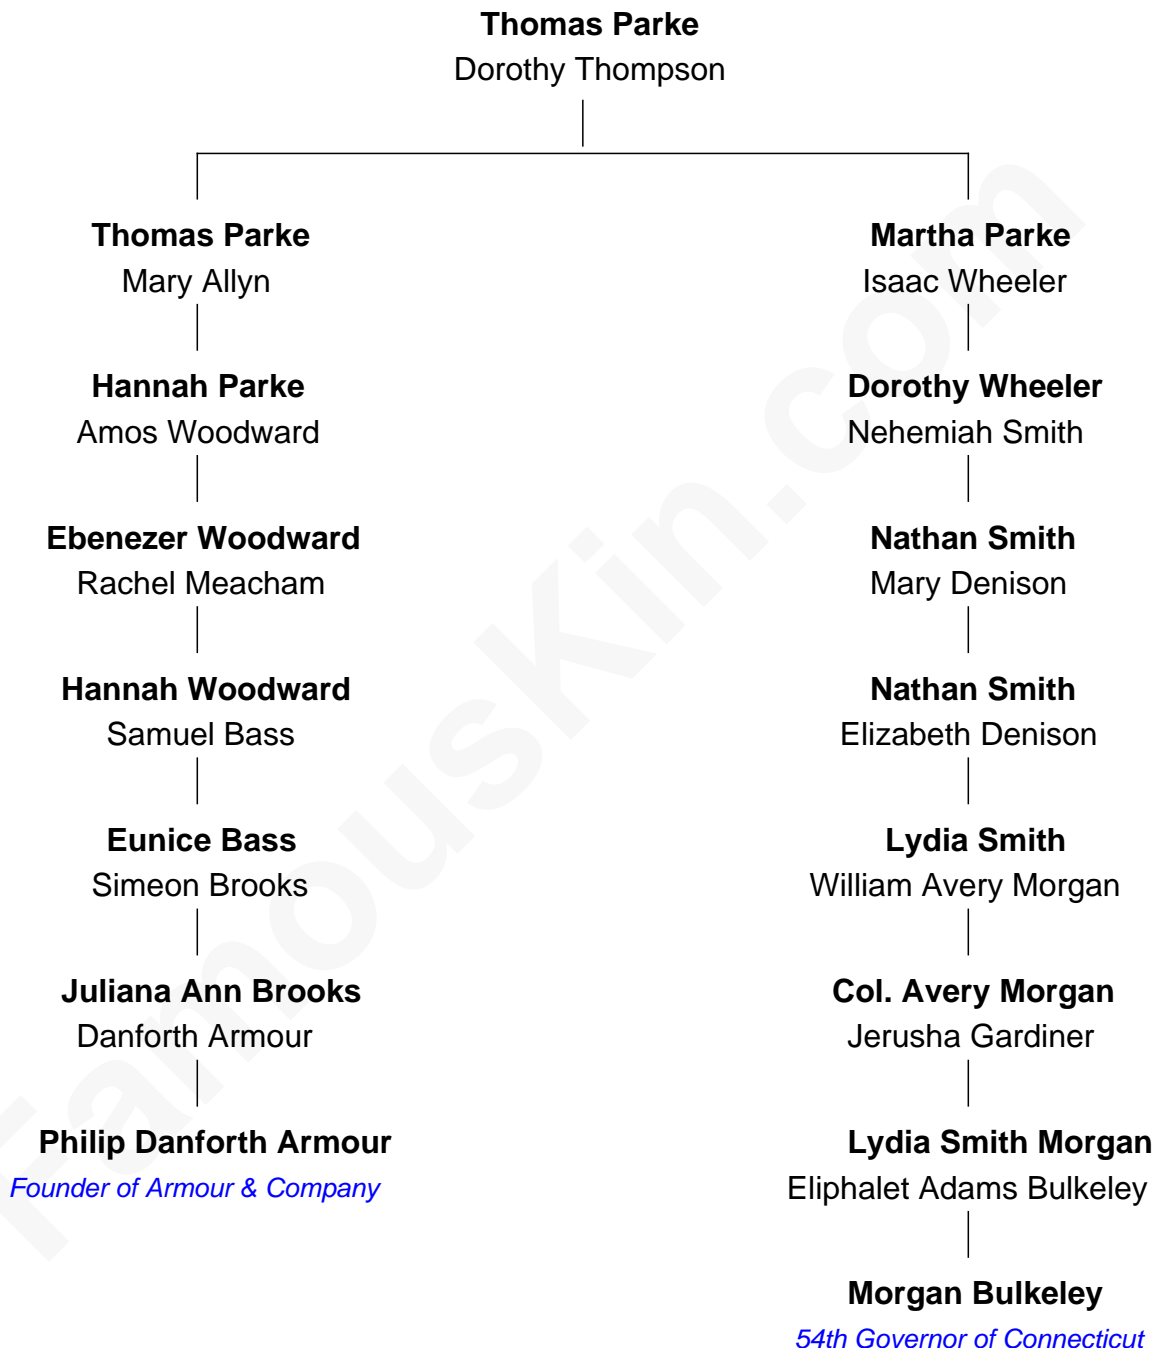 Thomas Parke
Dorothy Thompson
Thomas Parke
Mary Allyn
Hannah Parke
Amos Woodward
Ebenezer Woodward
Rachel Meacham
Hannah Woodward
Samuel Bass
Eunice Bass
Simeon Brooks
Juliana Ann Brooks
Danforth Armour
Philip Danforth Armour
Founder of Armour & Company
Martha Parke
Isaac Wheeler
Dorothy Wheeler
Nehemiah Smith
Nathan Smith
Mary Denison
Nathan Smith
Elizabeth Denison
Lydia Smith
William Avery Morgan
Col. Avery Morgan
Jerusha Gardiner
Lydia Smith Morgan
Eliphalet Adams Bulkeley
Morgan Bulkeley
54th Governor of Connecticut
FamousKin.com